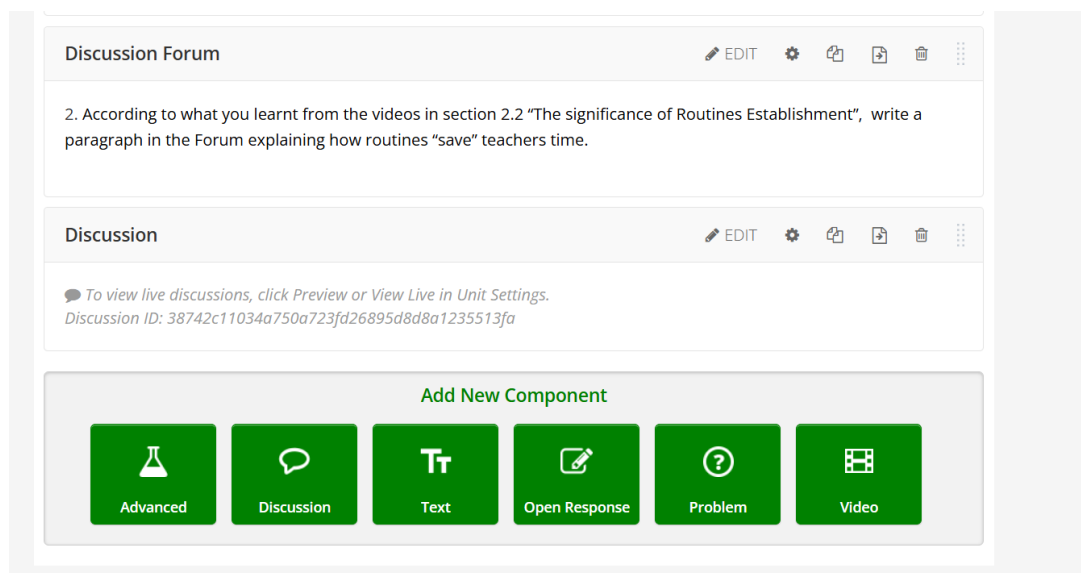 Discussion Forum
EDIT
2. According to what you learnt from the videos in section 2.2 “The significance of Routines Establishment”,  write a
paragraph in the Forum explaining how routines “save” teachers time.
Discussion
EDIT
To view live discussions, click Preview or View Live in Unit Settings.
Discussion ID: 38742c11034a750a723fd26895d8d8a1235513fa
Add New Component
Advanced
Discussion
Text
Open Response
Problem
Video